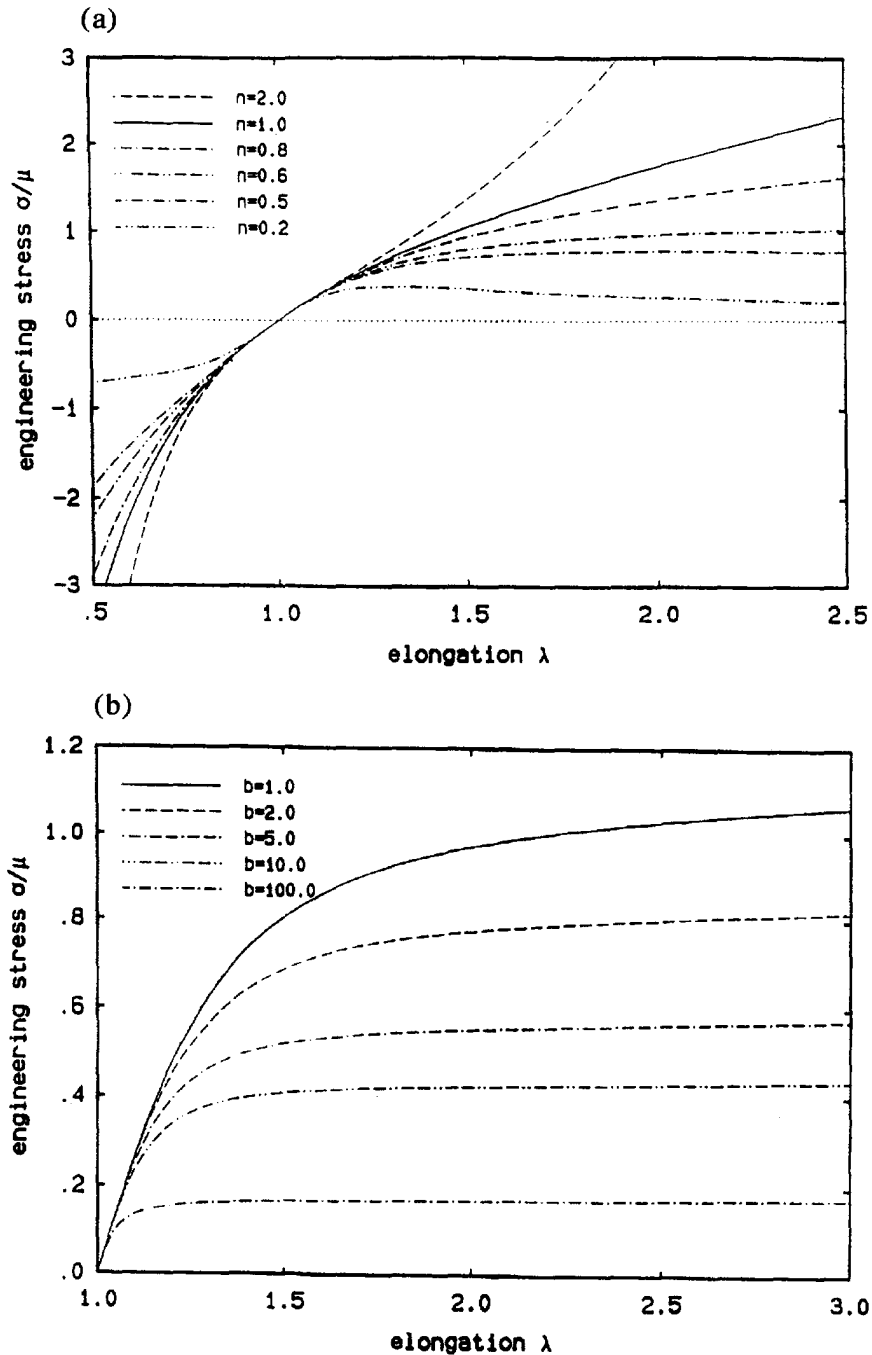 (a)
3
2
1
0
-1
-2
-3
engineering stress σ/μ
n=2.0
n=1.0
n=0.8
n=0.6
n=0.5
n=0.2
.5 1.0 1.5 2.0 2.5
elongation λ
(b)
1.2
1.0
.8
.6
.4
.2
.0
engineering stress σ/μ
b=1.0
b=2.0
b=5.0
b=10.0
b=100.0
1.0 1.5 2.0 2.5 3.0
elongation λ